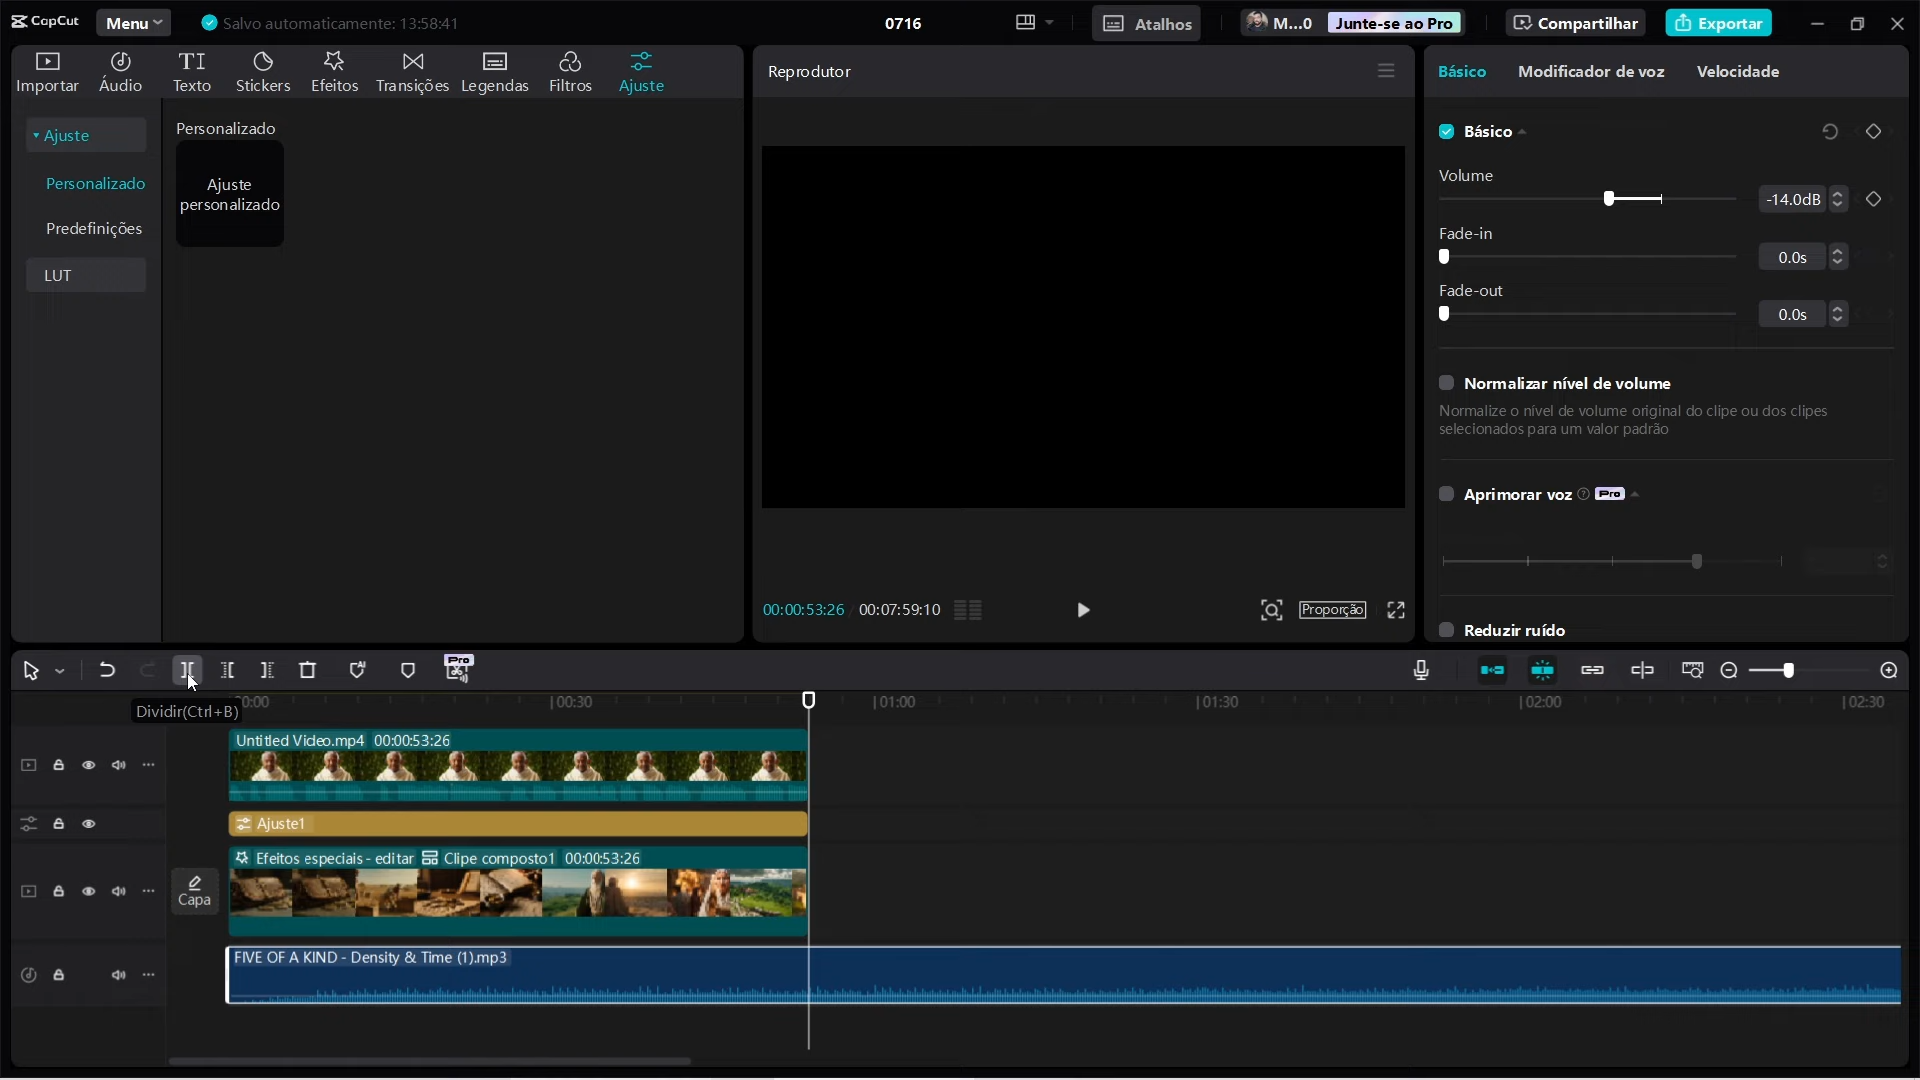 CapCut
Menu
Salvo automaticamente: 13:58:41
0716
Atalhos
M...0
Junte-se ao Pro
Compartilhar
Exportar
Importar
Áudio
Texto
Stickers
Efeitos
Transições
Legendas
Filtros
Ajuste
Ajuste
Personalizado
Predefinições
LUT
Personalizado
Ajuste
personalizado
Reprodutor
00:00:53:26
00:07:59:10
Proporção
Básico
Modificador de voz
Velocidade
Básico
Volume
-14.0dB
Fade-in
0.0s
Fade-out
0.0s
Normalizar nível de volume
Normalize o nível de volume original do clipe ou dos clipes
selecionados para um valor padrão
Aprimorar voz
Pro
Reduzir ruído
Pro
Dividir(Ctrl+B)
0:00
00:30
01:00
01:30
02:00
02:30
Untitled Video.mp4 00:00:53:26
Ajuste1
Efeitos especiais - editar Clipe composto1 00:00:53:26
Capa
FIVE OF A KIND - Density & Time (1).mp3